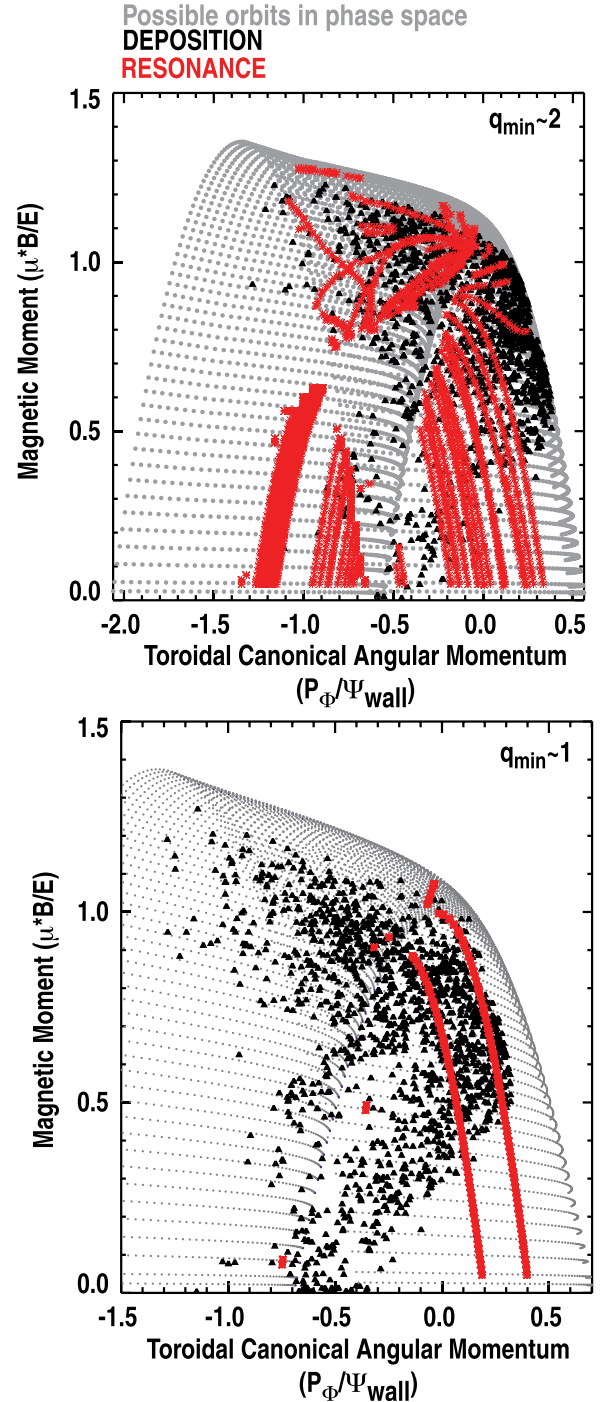 Possible orbits in phase space
DEPOSITION
RESONANCE
1.5
q_min~2
1.0
0.5
0.0
Magnetic Moment (μ*B/E)
-2.0 -1.5 -1.0 -0.5 0.0 0.5
Toroidal Canonical Angular Momentum
(P_Φ/Ψ_wall)
1.5
q_min~1
1.0
0.5
0.0
Magnetic Moment (μ*B/E)
-1.5 -1.0 -0.5 0.0 0.5
Toroidal Canonical Angular Momentum
(P_Φ/Ψ_wall)